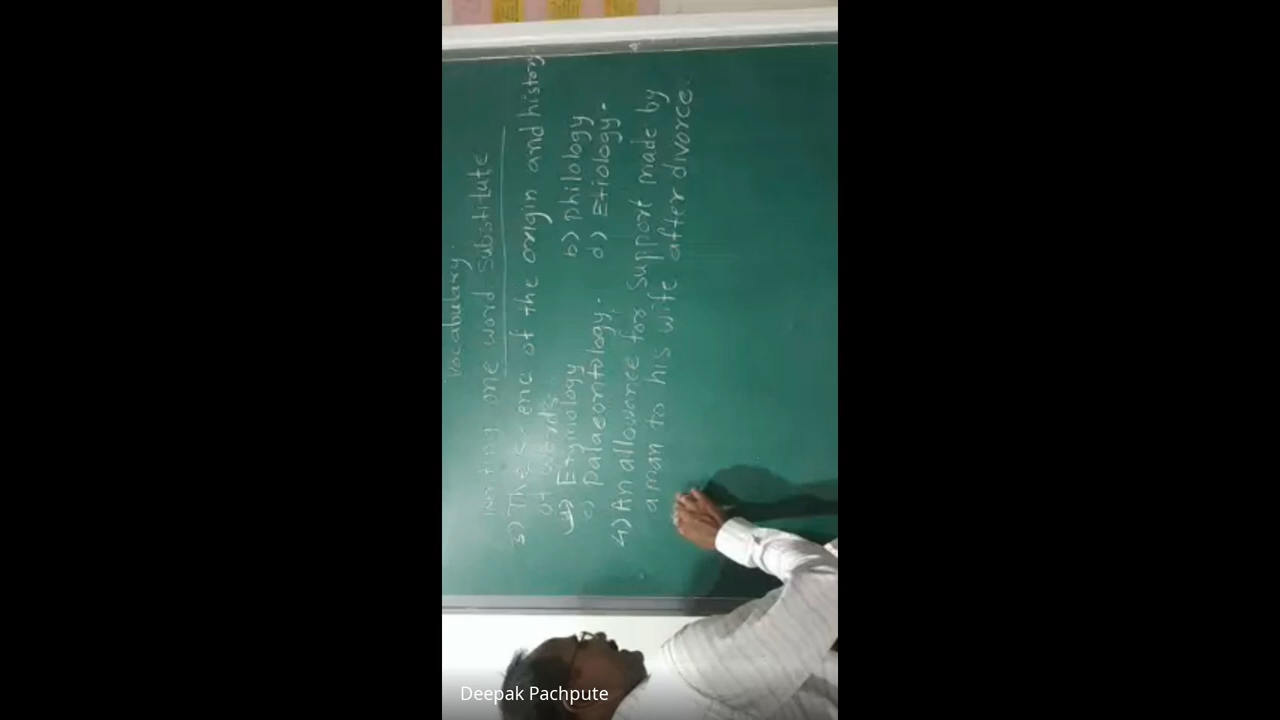 Vocabulary.
writing one word substitute
3) The science of the origin and history
of words
a) Etymology b) Philology
c) Palaeontology. d) Etiology.
4) An allowance for support made by
a man to his wife after divorce.
Deepak Pachpute